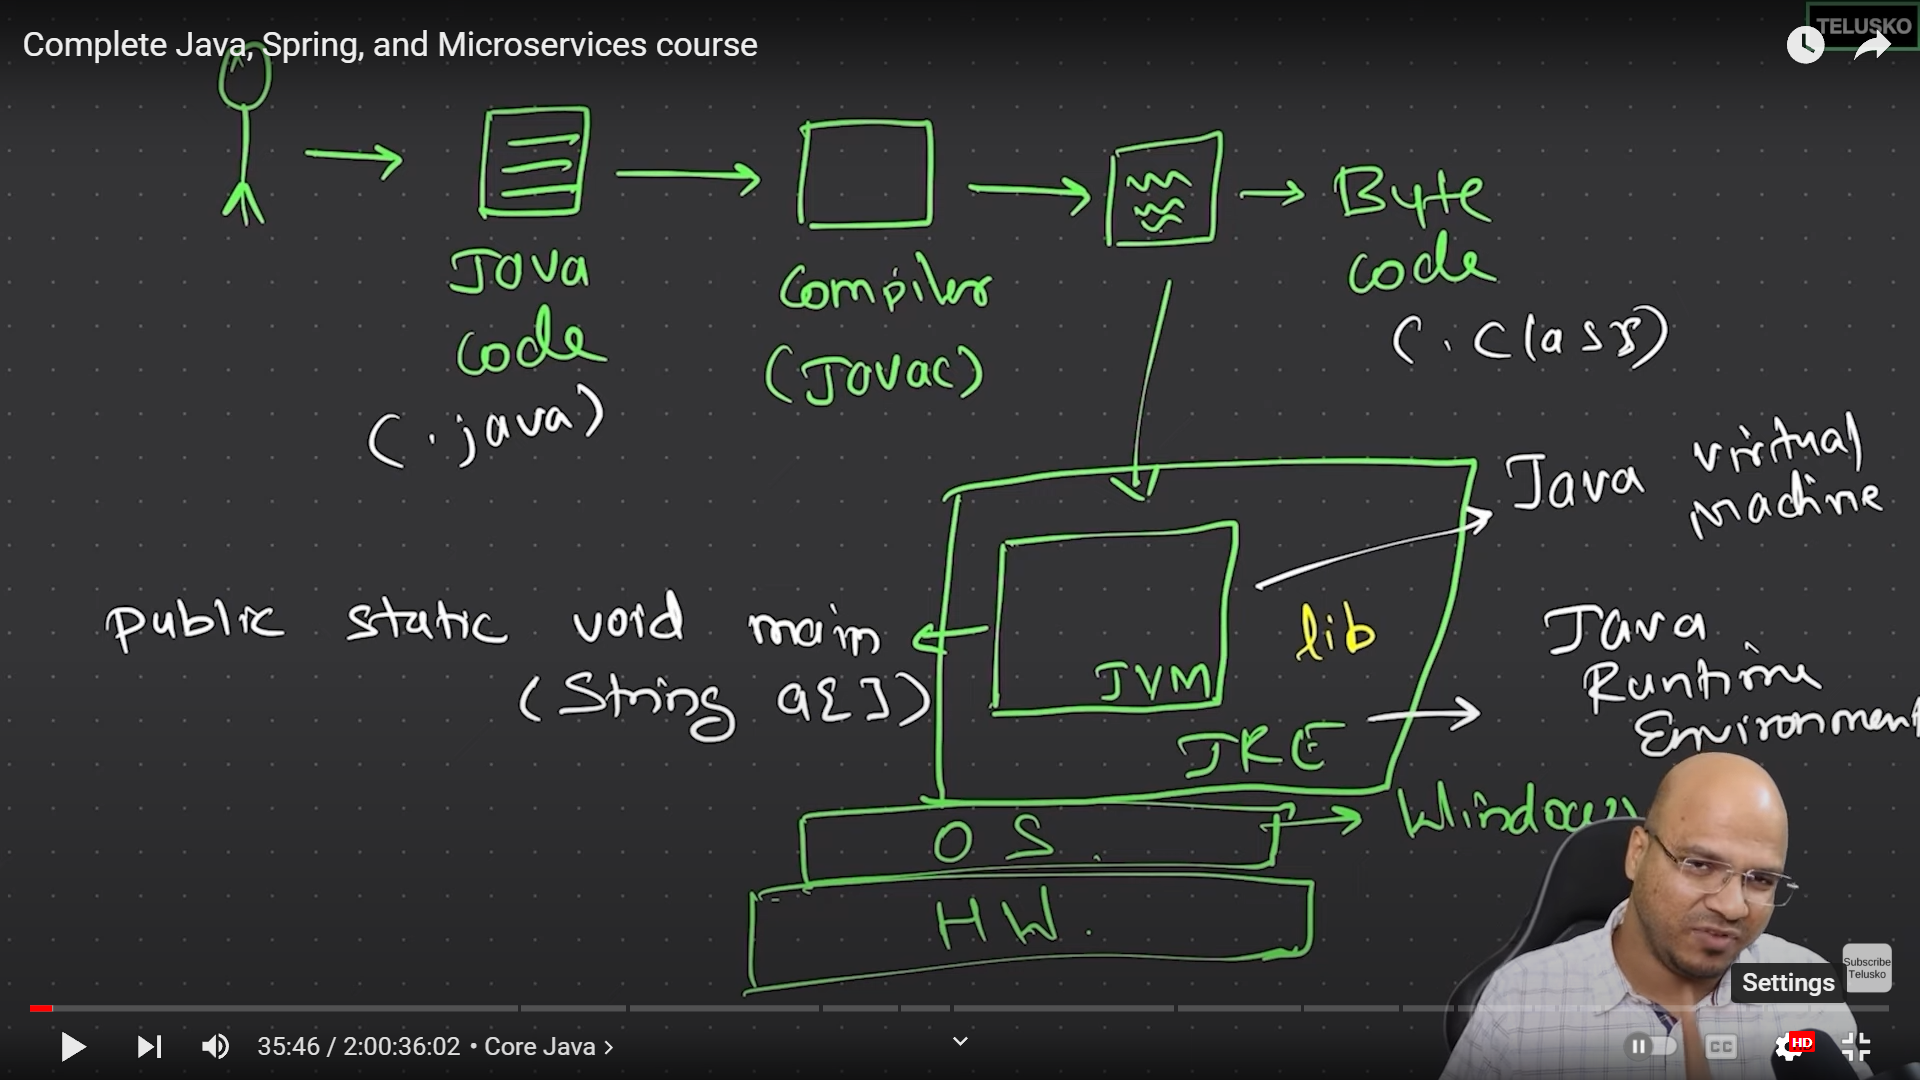 Complete Java, Spring, and Microservices course
TELUSKO
Java
code
(.java)
Compiler
(Javac)
Byte
code
(.class)
Java Virtual
Machine
public static void main
(String a[])
lib
JVM
Java
Runtime
Environment
JRE
Windows
OS.
HW.
Subscribe
Telusko
Settings
35:46 / 2:00:36:02 • Core Java >
CC
HD